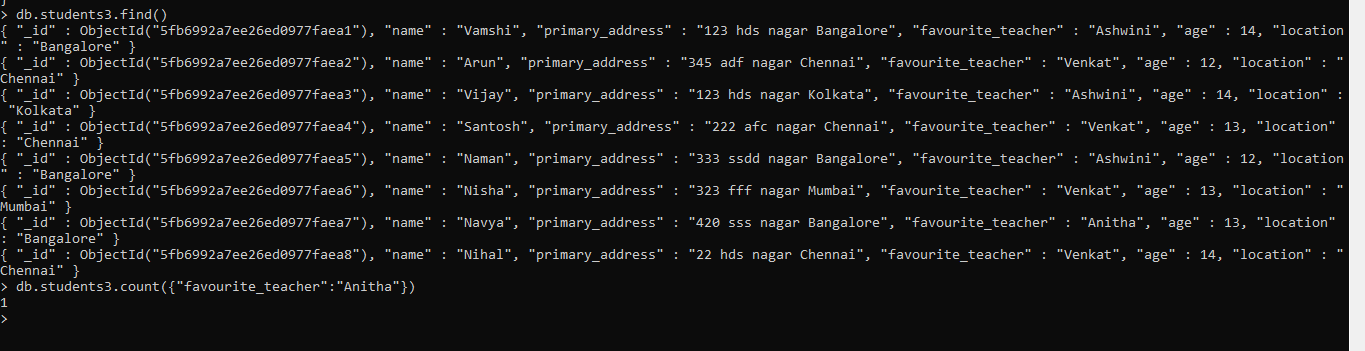 }
> db.students3.find()
{ "_id" : ObjectId("5fb6992a7ee26ed0977faea1"), "name" : "Vamshi", "primary_address" : "123 hds nagar Bangalore", "favourite_teacher" : "Ashwini", "age" : 14, "location
" : "Bangalore" }
{ "_id" : ObjectId("5fb6992a7ee26ed0977faea2"), "name" : "Arun", "primary_address" : "345 adf nagar Chennai", "favourite_teacher" : "Venkat", "age" : 12, "location" : "
Chennai" }
{ "_id" : ObjectId("5fb6992a7ee26ed0977faea3"), "name" : "Vijay", "primary_address" : "123 hds nagar Kolkata", "favourite_teacher" : "Ashwini", "age" : 14, "location" :
 "Kolkata" }
{ "_id" : ObjectId("5fb6992a7ee26ed0977faea4"), "name" : "Santosh", "primary_address" : "222 afc nagar Chennai", "favourite_teacher" : "Venkat", "age" : 13, "location"
: "Chennai" }
{ "_id" : ObjectId("5fb6992a7ee26ed0977faea5"), "name" : "Naman", "primary_address" : "333 ssdd nagar Bangalore", "favourite_teacher" : "Ashwini", "age" : 12, "location
" : "Bangalore" }
{ "_id" : ObjectId("5fb6992a7ee26ed0977faea6"), "name" : "Nisha", "primary_address" : "323 fff nagar Mumbai", "favourite_teacher" : "Venkat", "age" : 13, "location" : "
Mumbai" }
{ "_id" : ObjectId("5fb6992a7ee26ed0977faea7"), "name" : "Navya", "primary_address" : "420 sss nagar Bangalore", "favourite_teacher" : "Anitha", "age" : 13, "location"
: "Bangalore" }
{ "_id" : ObjectId("5fb6992a7ee26ed0977faea8"), "name" : "Nihal", "primary_address" : "22 hds nagar Chennai", "favourite_teacher" : "Venkat", "age" : 14, "location" : "
Chennai" }
> db.students3.count({"favourite_teacher":"Anitha"})
1
>